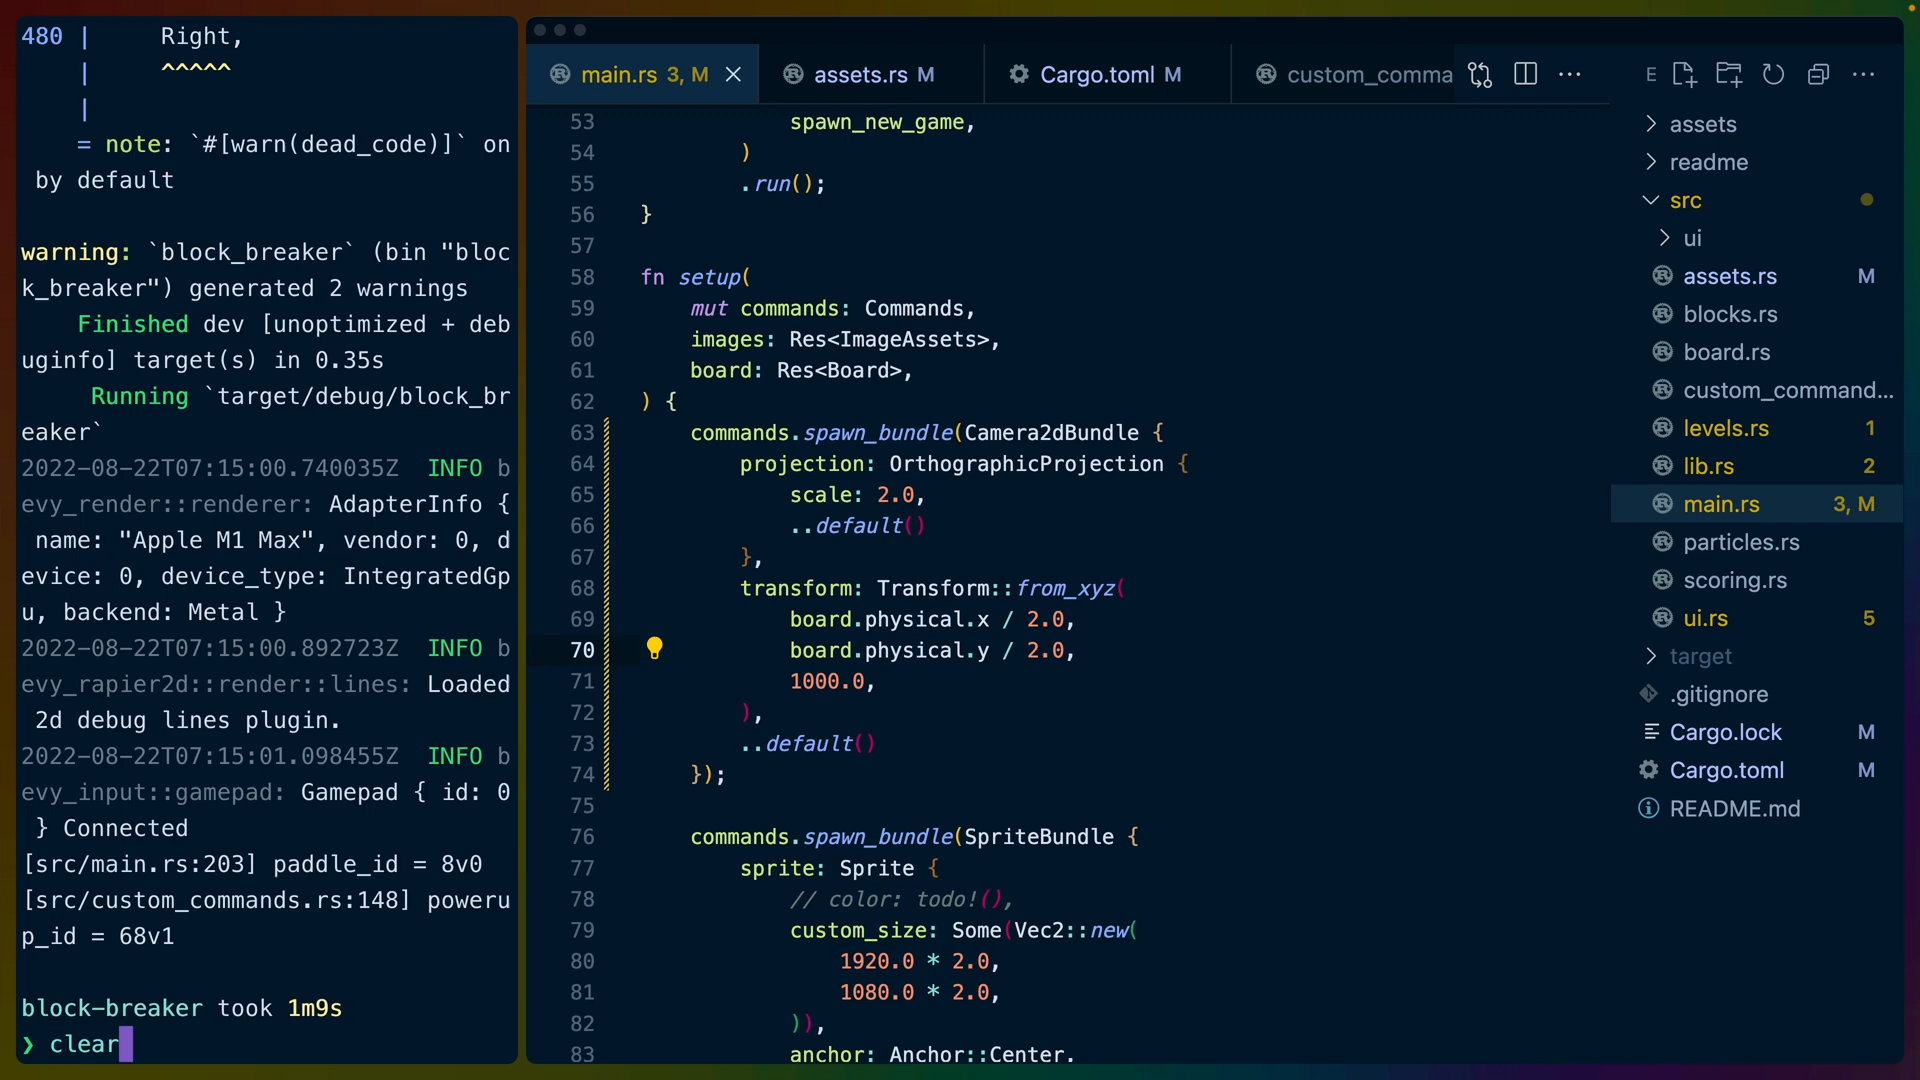 480 |     Right,
|     ^^^^^
|
= note: `#[warn(dead_code)]` on
by default
warning: `block_breaker` (bin "bloc
k_breaker") generated 2 warnings
Finished dev [unoptimized + deb
uginfo] target(s) in 0.35s
Running `target/debug/block_br
eaker`
2022-08-22T07:15:00.740035Z  INFO b
evy_render::renderer: AdapterInfo {
name: "Apple M1 Max", vendor: 0, d
evice: 0, device_type: IntegratedGp
u, backend: Metal }
2022-08-22T07:15:00.892723Z  INFO b
evy_rapier2d::render::lines: Loaded
2d debug lines plugin.
2022-08-22T07:15:01.098455Z  INFO b
evy_input::gamepad: Gamepad { id: 0
} Connected
[src/main.rs:203] paddle_id = 8v0
[src/custom_commands.rs:148] poweru
p_id = 68v1
block-breaker took 1m9s
❯ clear
main.rs 3, M
assets.rs M
Cargo.toml M
custom_comma
53 spawn_new_game,
54 )
55 .run();
56 }
57
58 fn setup(
59 mut commands: Commands,
60 images: Res<ImageAssets>,
61 board: Res<Board>,
62 ) {
63 commands.spawn_bundle(Camera2dBundle {
64 projection: OrthographicProjection {
65 scale: 2.0,
66 ..default()
67 },
68 transform: Transform::from_xyz(
69 board.physical.x / 2.0,
70 board.physical.y / 2.0,
71 1000.0,
72 ),
73 ..default()
74 });
75
76 commands.spawn_bundle(SpriteBundle {
77 sprite: Sprite {
78 // color: todo!(),
79 custom_size: Some(Vec2::new(
80 1920.0 * 2.0,
81 1080.0 * 2.0,
82 )),
83 anchor: Anchor::Center,
E
assets
readme
src
ui
assets.rs M
blocks.rs
board.rs
custom_command...
levels.rs 1
lib.rs 2
main.rs 3, M
particles.rs
scoring.rs
ui.rs 5
target
.gitignore
Cargo.lock M
Cargo.toml M
README.md